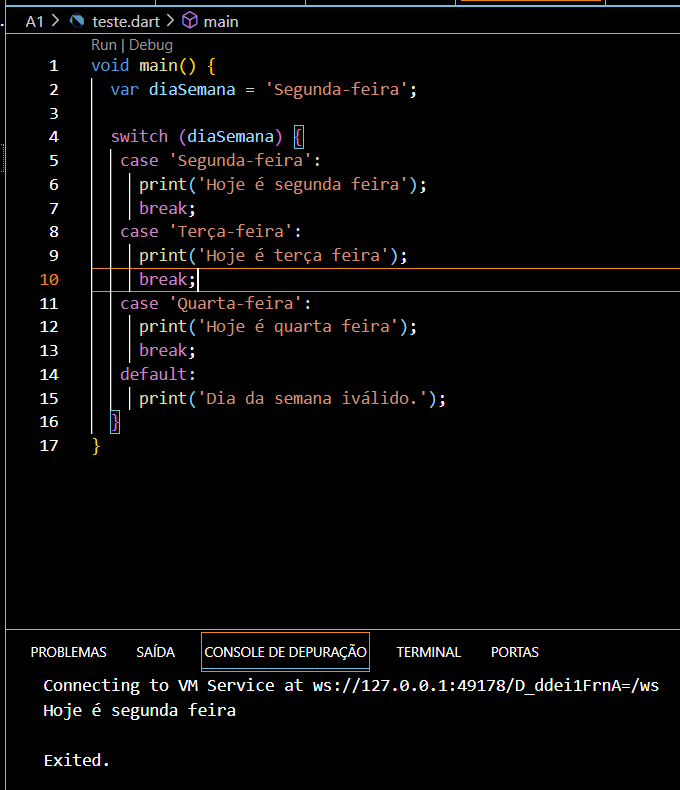 A1 > teste.dart > main
Run | Debug
1 void main() {
2 var diaSemana = 'Segunda-feira';
3
4 switch (diaSemana) {
5 case 'Segunda-feira':
6 print('Hoje é segunda feira');
7 break;
8 case 'Terça-feira':
9 print('Hoje é terça feira');
10 break;
11 case 'Quarta-feira':
12 print('Hoje é quarta feira');
13 break;
14 default:
15 print('Dia da semana iválido.');
16 }
17 }
PROBLEMAS SAÍDA CONSOLE DE DEPURAÇÃO TERMINAL PORTAS
Connecting to VM Service at ws://127.0.0.1:49178/D_ddei1FrnA=/ws
Hoje é segunda feira
Exited.